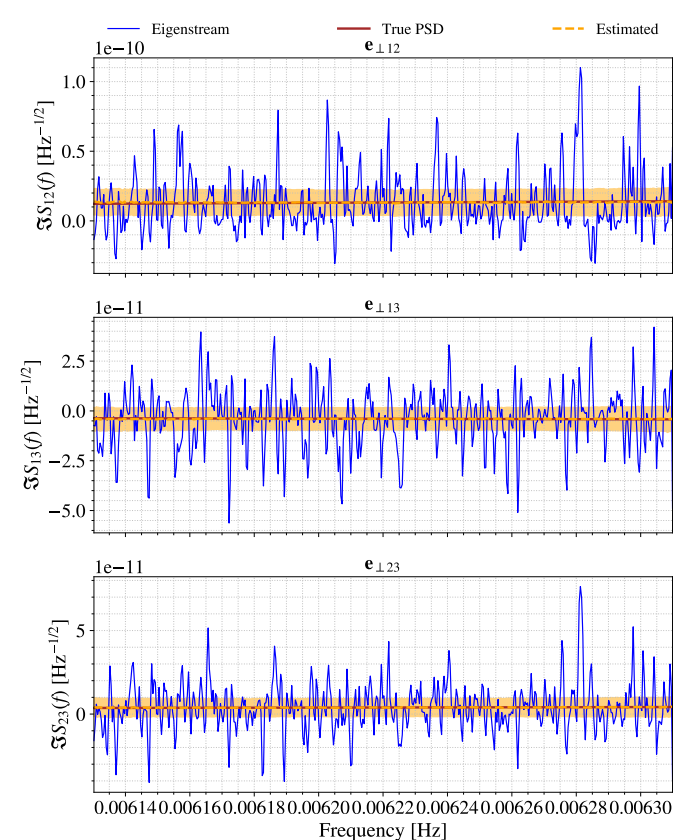 Eigenstream True PSD Estimated
1e−10 e⊥12
1.0
0.5
0.0
ℑS12(f) [Hz−1/2]
1e−11 e⊥13
2.5
0.0
−2.5
−5.0
ℑS13(f) [Hz−1/2]
1e−11 e⊥23
5
0
ℑS23(f) [Hz−1/2]
0.00614 0.00616 0.00618 0.00620 0.00622 0.00624 0.00626 0.00628 0.00630
Frequency [Hz]